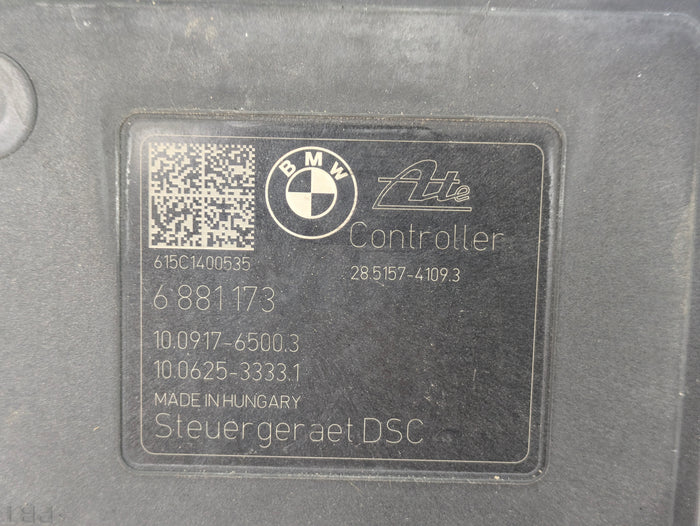 BMW
Ate
Controller
615C1400535
28.5157-4109.3
6 881 173
10.0917-6500.3
10.0625-3333.1
MADE IN HUNGARY
Steuergeraet DSC